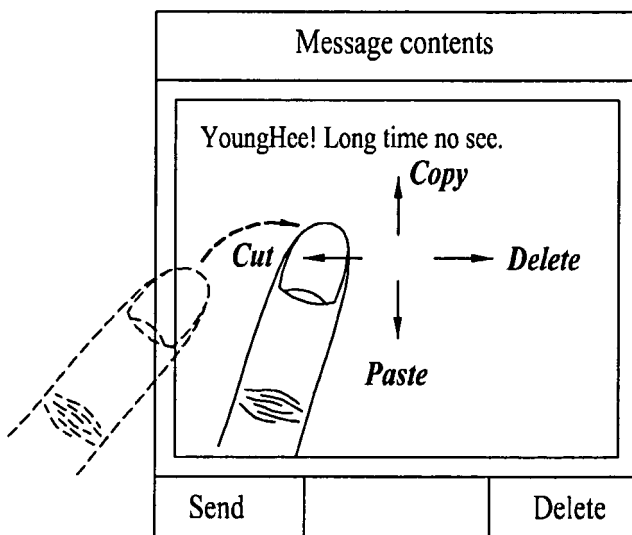 Message contents
YoungHee! Long time no see.
Copy
Cut
Delete
Paste
Send
Delete